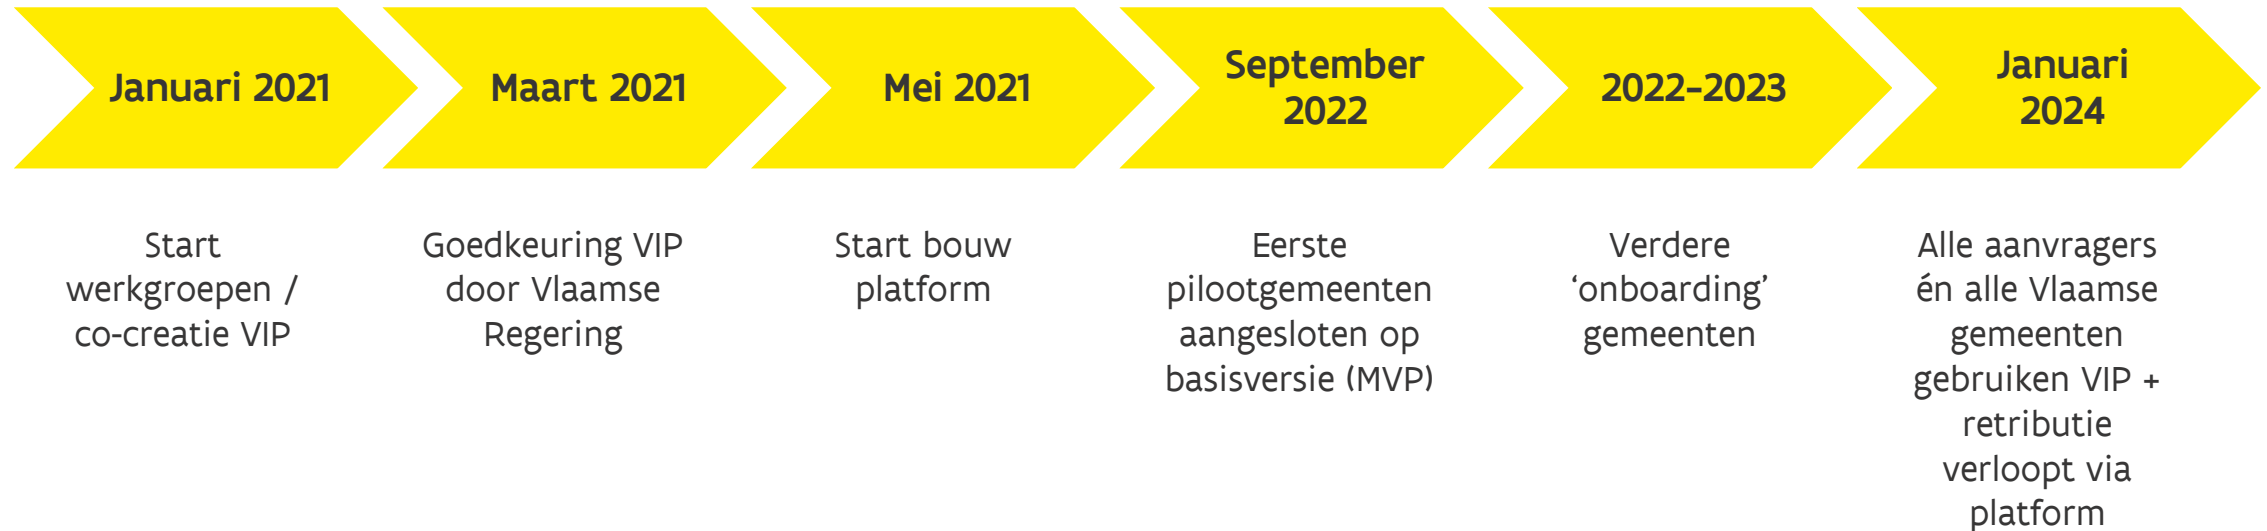 Januari 2021
Start
werkgroepen /
co-creatie VIP
Maart 2021
Goedkeuring VIP
door Vlaamse
Regering
Mei 2021
Start bouw
platform
September
2022
Eerste
pilootgemeenten
aangesloten op
basisversie (MVP)
2022-2023
Verdere
‘onboarding’
gemeenten
Januari
2024
Alle aanvragers
én alle Vlaamse
gemeenten
gebruiken VIP +
retributie
verloopt via
platform